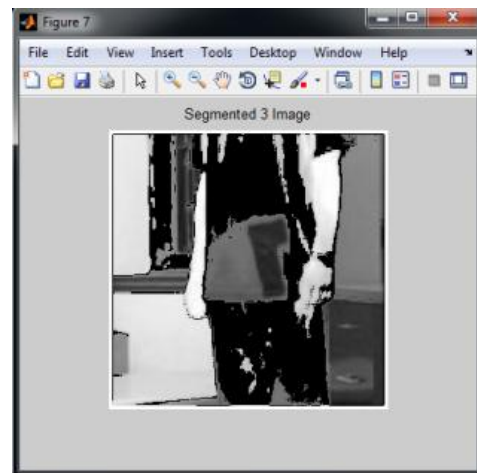 Figure 7
File Edit View Insert Tools Desktop Window Help
Segmented 3 Image